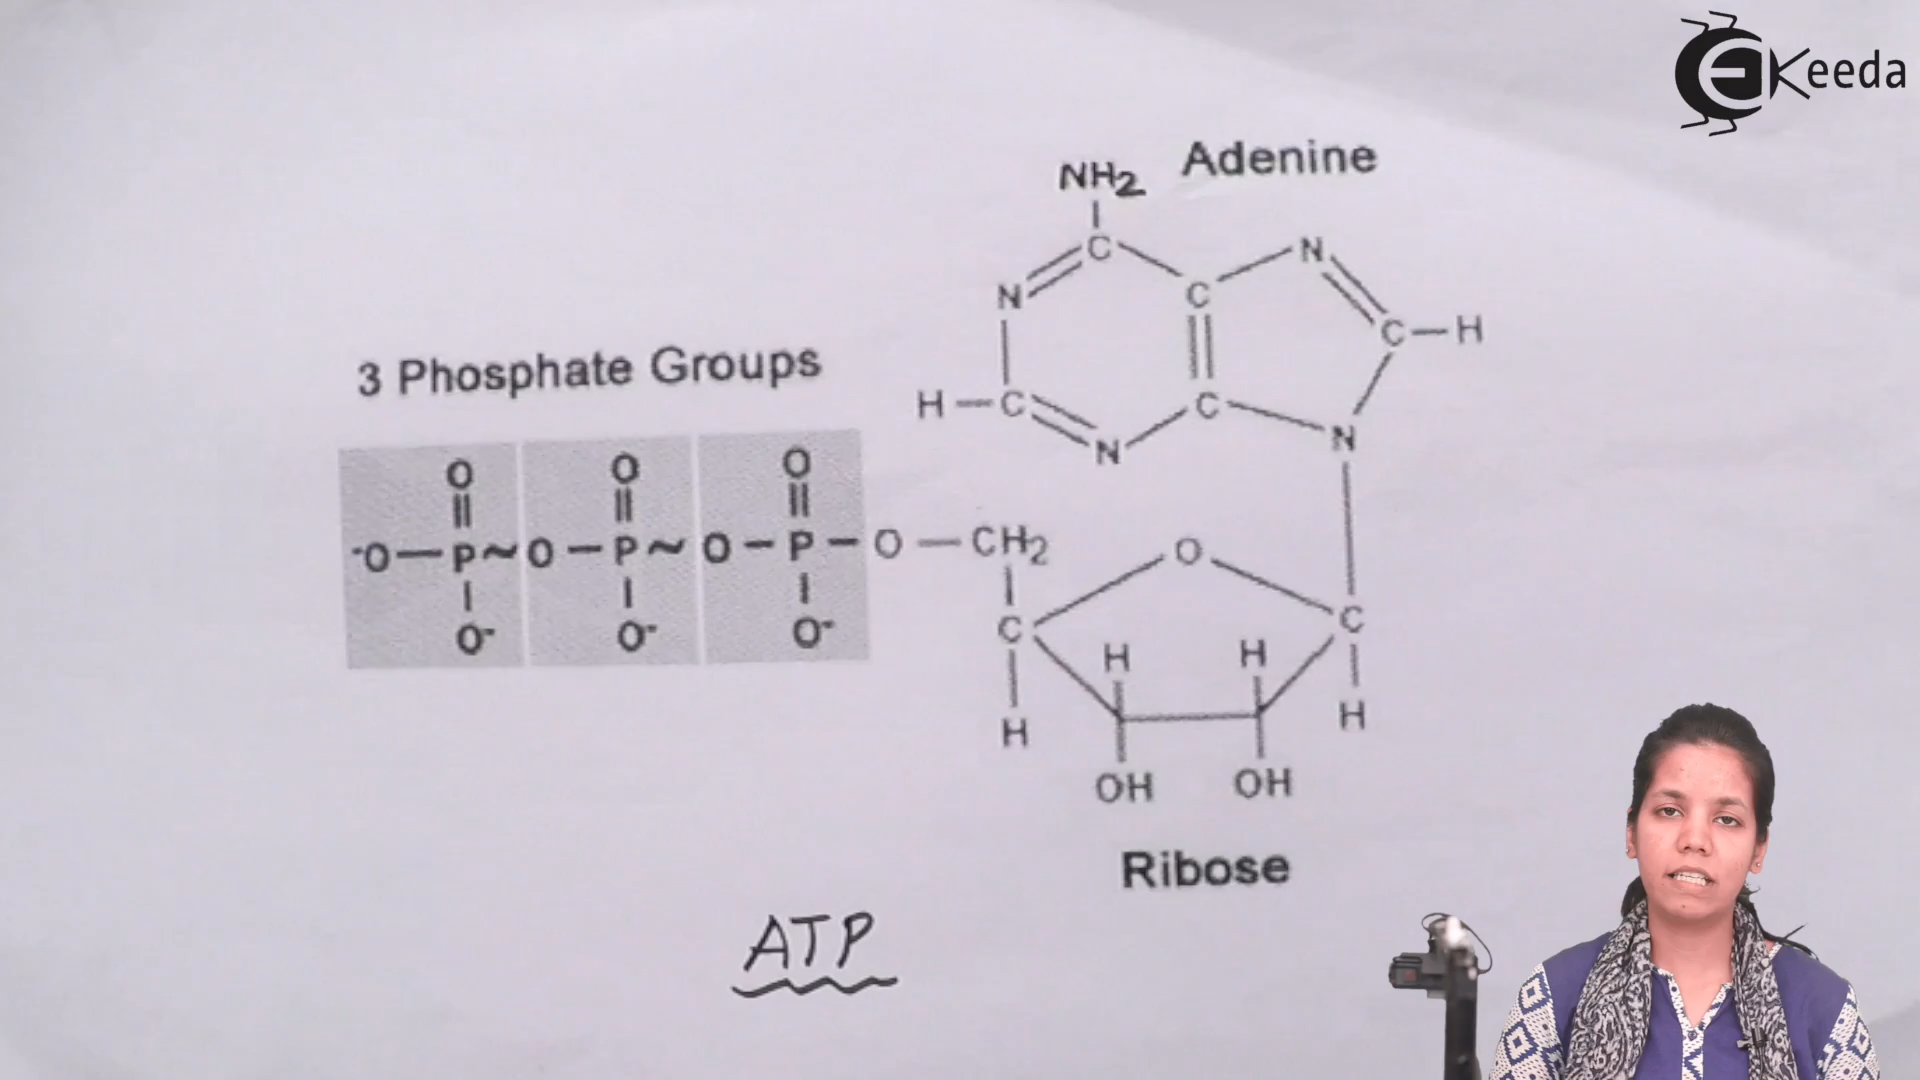 Keeda
Adenine
NH2
C
N
N
C
3 Phosphate Groups
C – H
H – C
C
N
N
O O O
-O – P ~ O – P ~ O – P – O – CH2
O
O- O- O-
C
C
H H
H
H
OH OH
Ribose
ATP